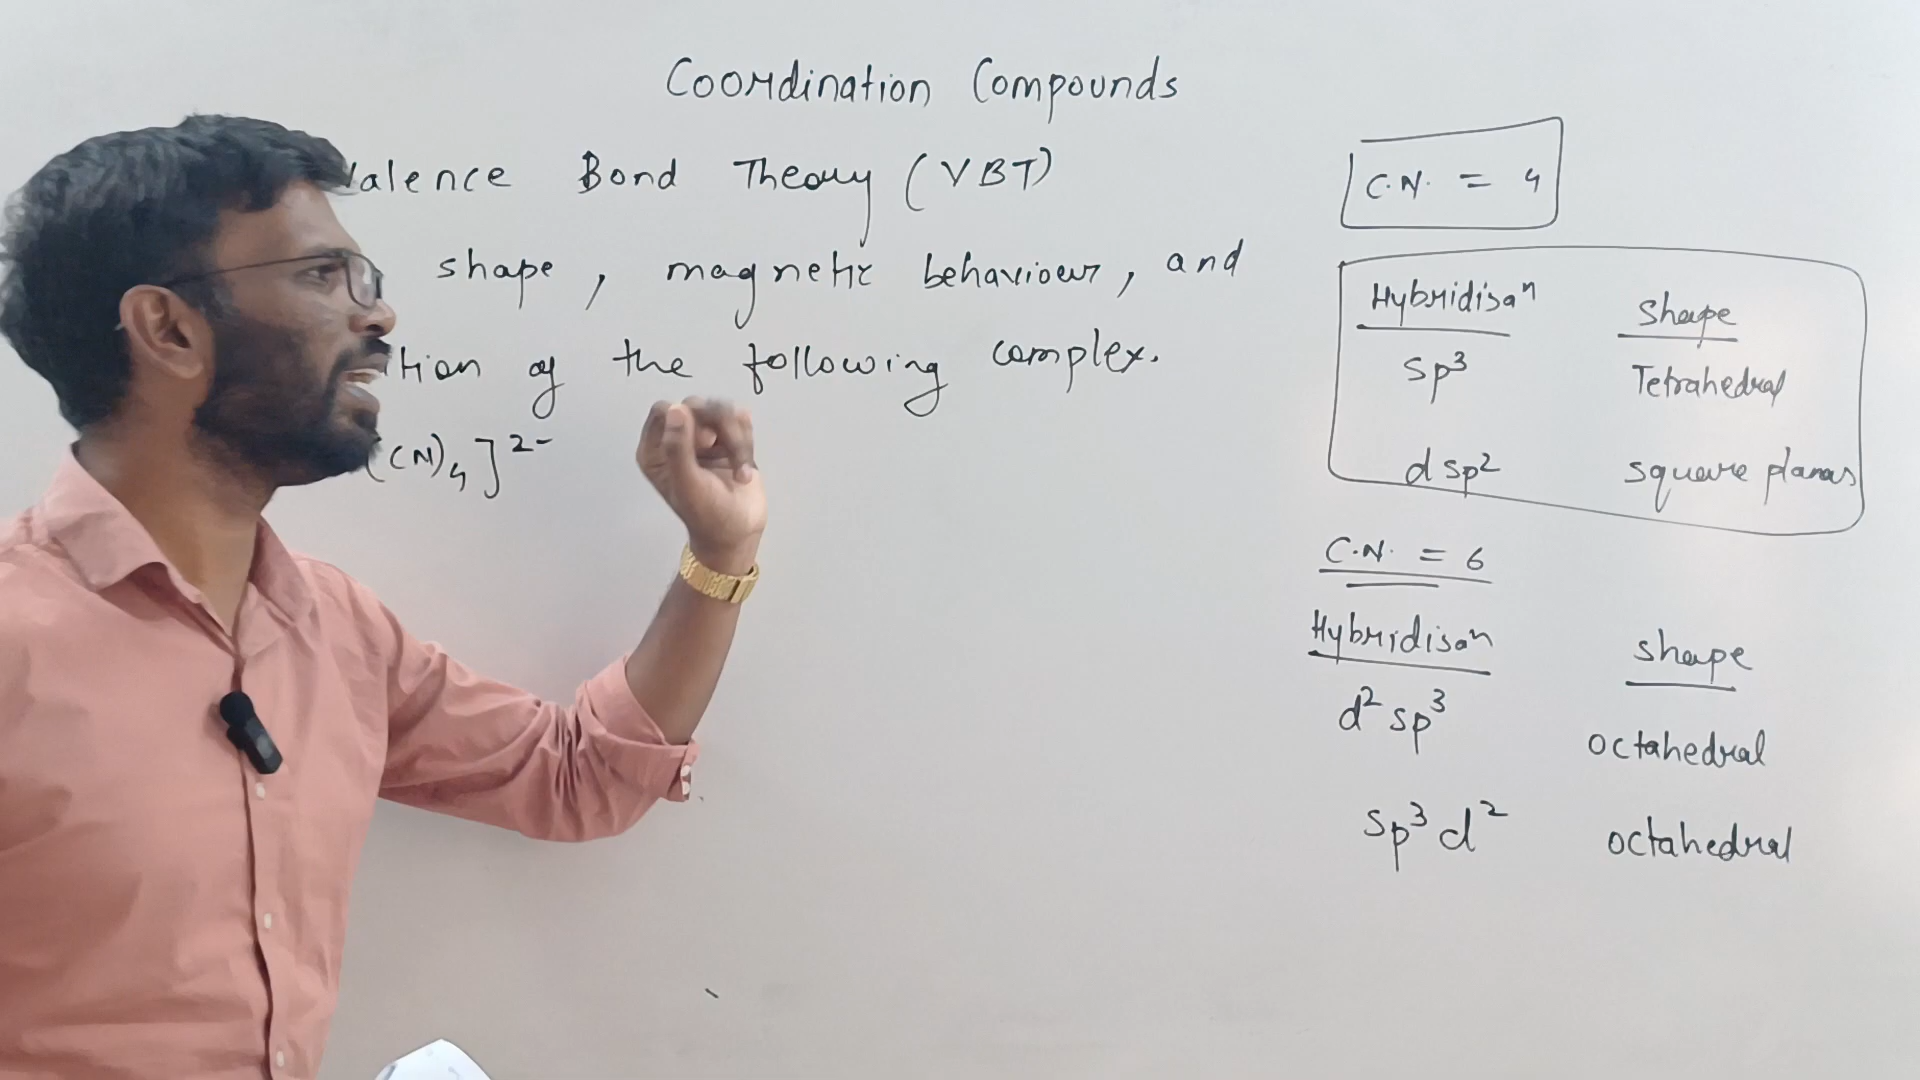 Coordination Compounds
Valence Bond Theory (VBT)
shape, magnetic behaviour, and
tion of the following complex.
(CN)4]2-
C.N. = 4
Hybridisaⁿ Shape
sp³ Tetrahedral
dsp² square planar
C.N. = 6
Hybridisaⁿ shape
d²sp³ octahedral
sp³d² octahedral